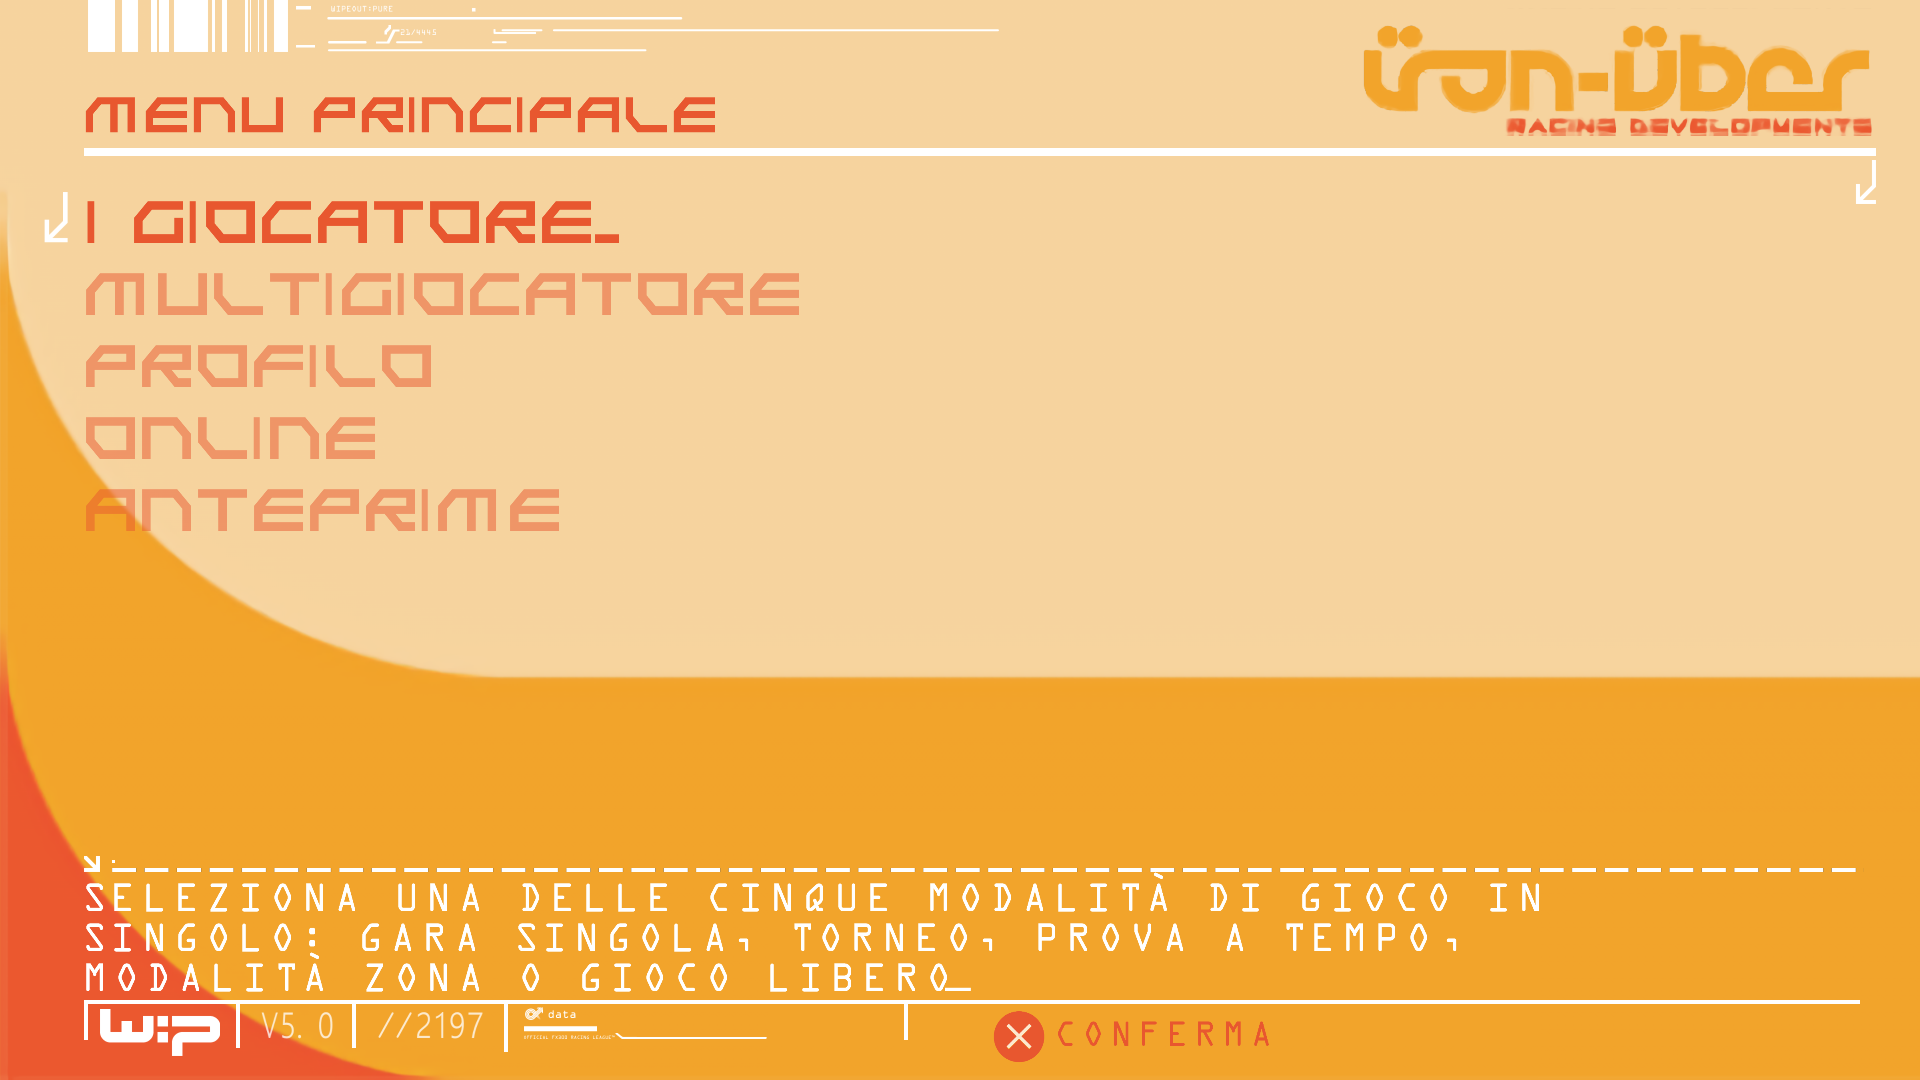 WIPEOUT:PURE
21/4445
iron-über
RACING DEVELOPMENTS
MENU PRINCIPALE
1 GIOCATORE_
MULTIGIOCATORE
PROFILO
ONLINE
ANTEPRIME
SELEZIONA UNA DELLE CINQUE MODALITÀ DI GIOCO IN
SINGOLO: GARA SINGOLA, TORNEO, PROVA A TEMPO,
MODALITÀ ZONA O GIOCO LIBERO_
wip V5.0 //2197 data
OFFICIAL FX300 RACING LEAGUE
CONFERMA